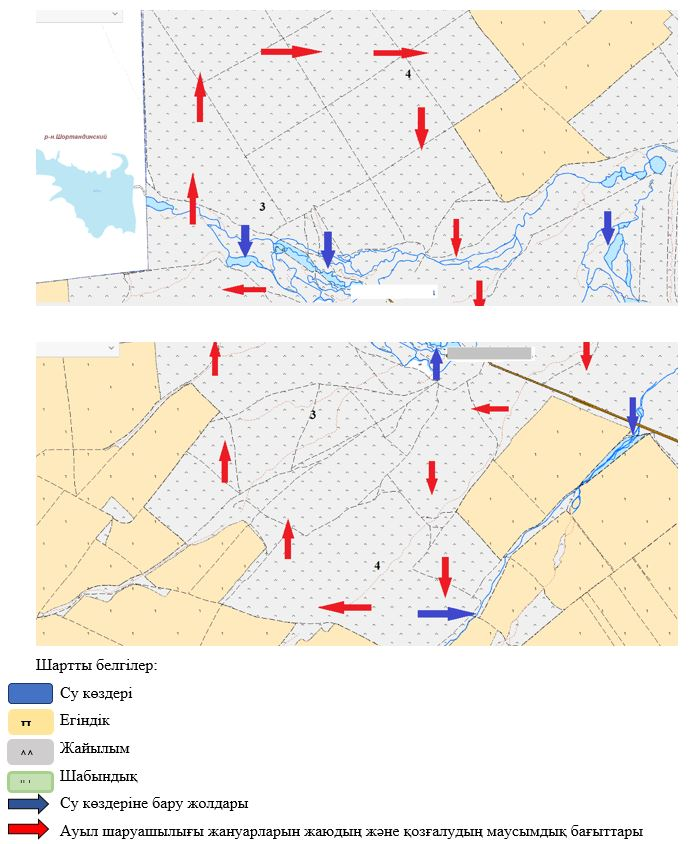 4
р-н.Шортандинский
3
3
4
Шартты белгілер:
Су көздері
Егіндік
Жайылым
Шабындық
Су көздеріне бару жолдары
Ауыл шаруашылығы жануарларын жаюдың және қозғалудың маусымдық бағыттары